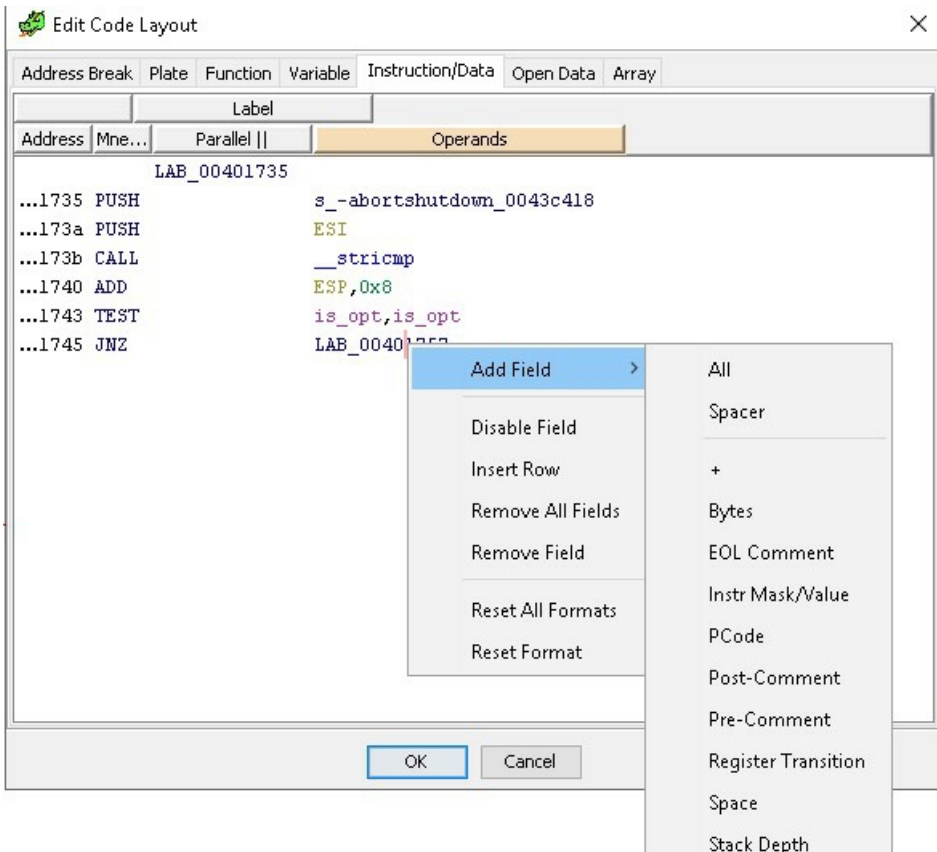 Edit Code Layout
Address Break Plate Function Variable Instruction/Data Open Data Array
Label
Address Mne... Parallel || Operands
LAB_00401735
...1735 PUSH s_-abortshutdown_0043c418
...173a PUSH ESI
...173b CALL __stricmp
...1740 ADD ESP,0x8
...1743 TEST is_opt,is_opt
...1745 JNZ
Add Field >
Disable Field
Insert Row
Remove All Fields
Remove Field
Reset All Formats
Reset Format
All
Spacer
+
Bytes
EOL Comment
Instr Mask/Value
PCode
Post-Comment
Pre-Comment
Register Transition
Space
Stack Depth
OK Cancel